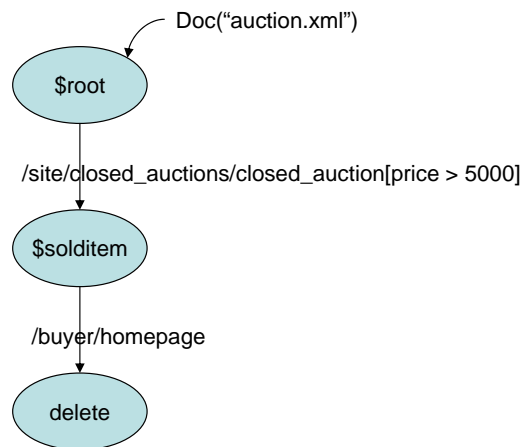 Doc(“auction.xml”)
$root
/site/closed_auctions/closed_auction[price > 5000]
$solditem
/buyer/homepage
delete